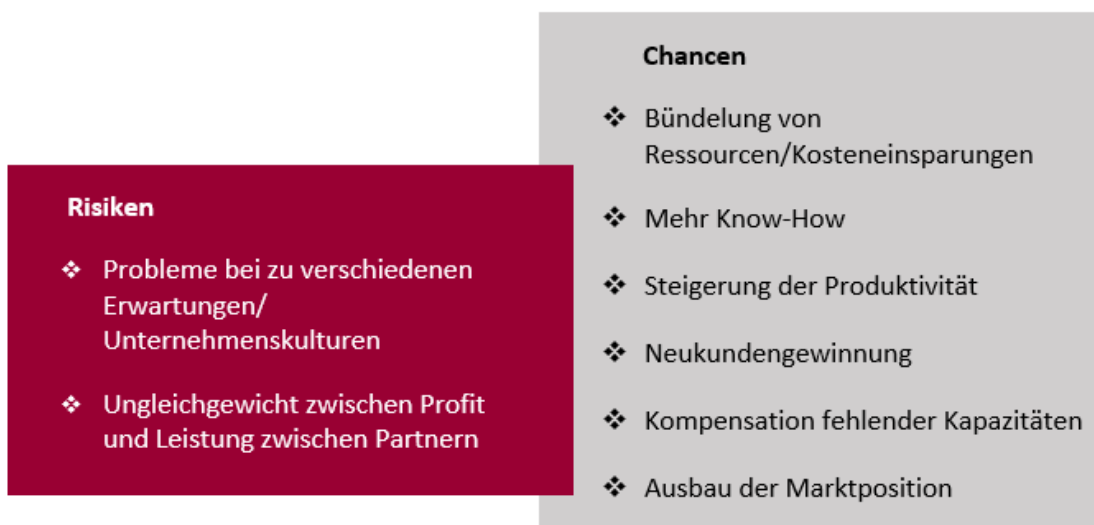 Risiken
❖ Probleme bei zu verschiedenen
Erwartungen/
Unternehmenskulturen
❖ Ungleichgewicht zwischen Profit
und Leistung zwischen Partnern
Chancen
❖ Bündelung von
Ressourcen/Kosteneinsparungen
❖ Mehr Know-How
❖ Steigerung der Produktivität
❖ Neukundengewinnung
❖ Kompensation fehlender Kapazitäten
❖ Ausbau der Marktposition